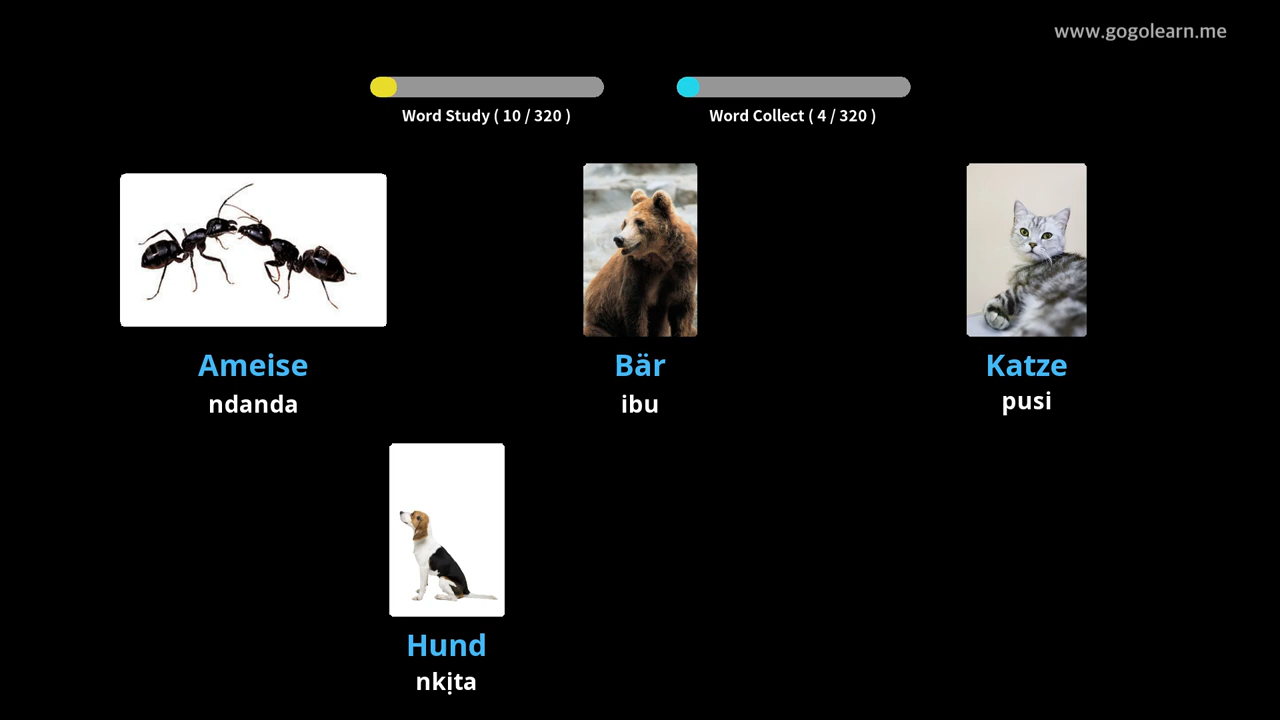 www.gogolearn.me
Word Study ( 10 / 320 )
Word Collect ( 4 / 320 )
Ameise
ndanda
Bär
ibu
Katze
pusi
Hund
nkịta